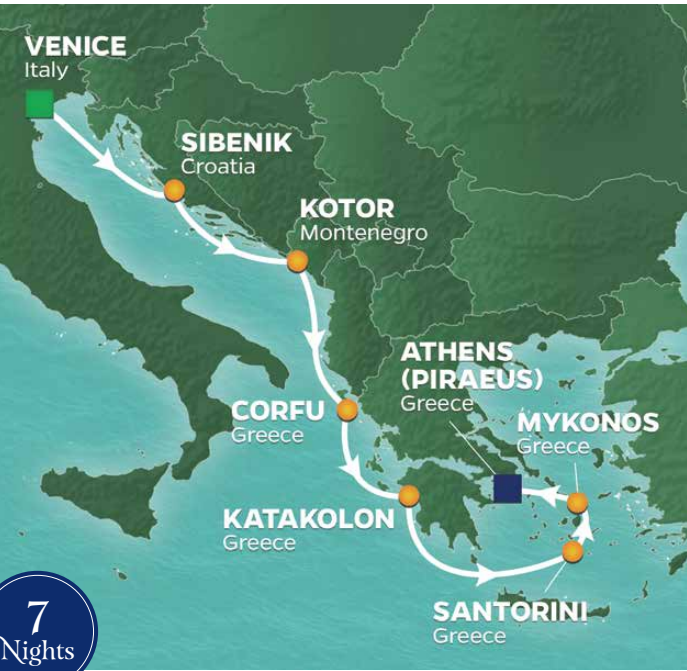 VENICE
Italy
SIBENIK
Croatia
KOTOR
Montenegro
ATHENS
(PIRAEUS)
Greece
MYKONOS
Greece
CORFU
Greece
KATAKOLON
Greece
SANTORINI
Greece
7
Nights